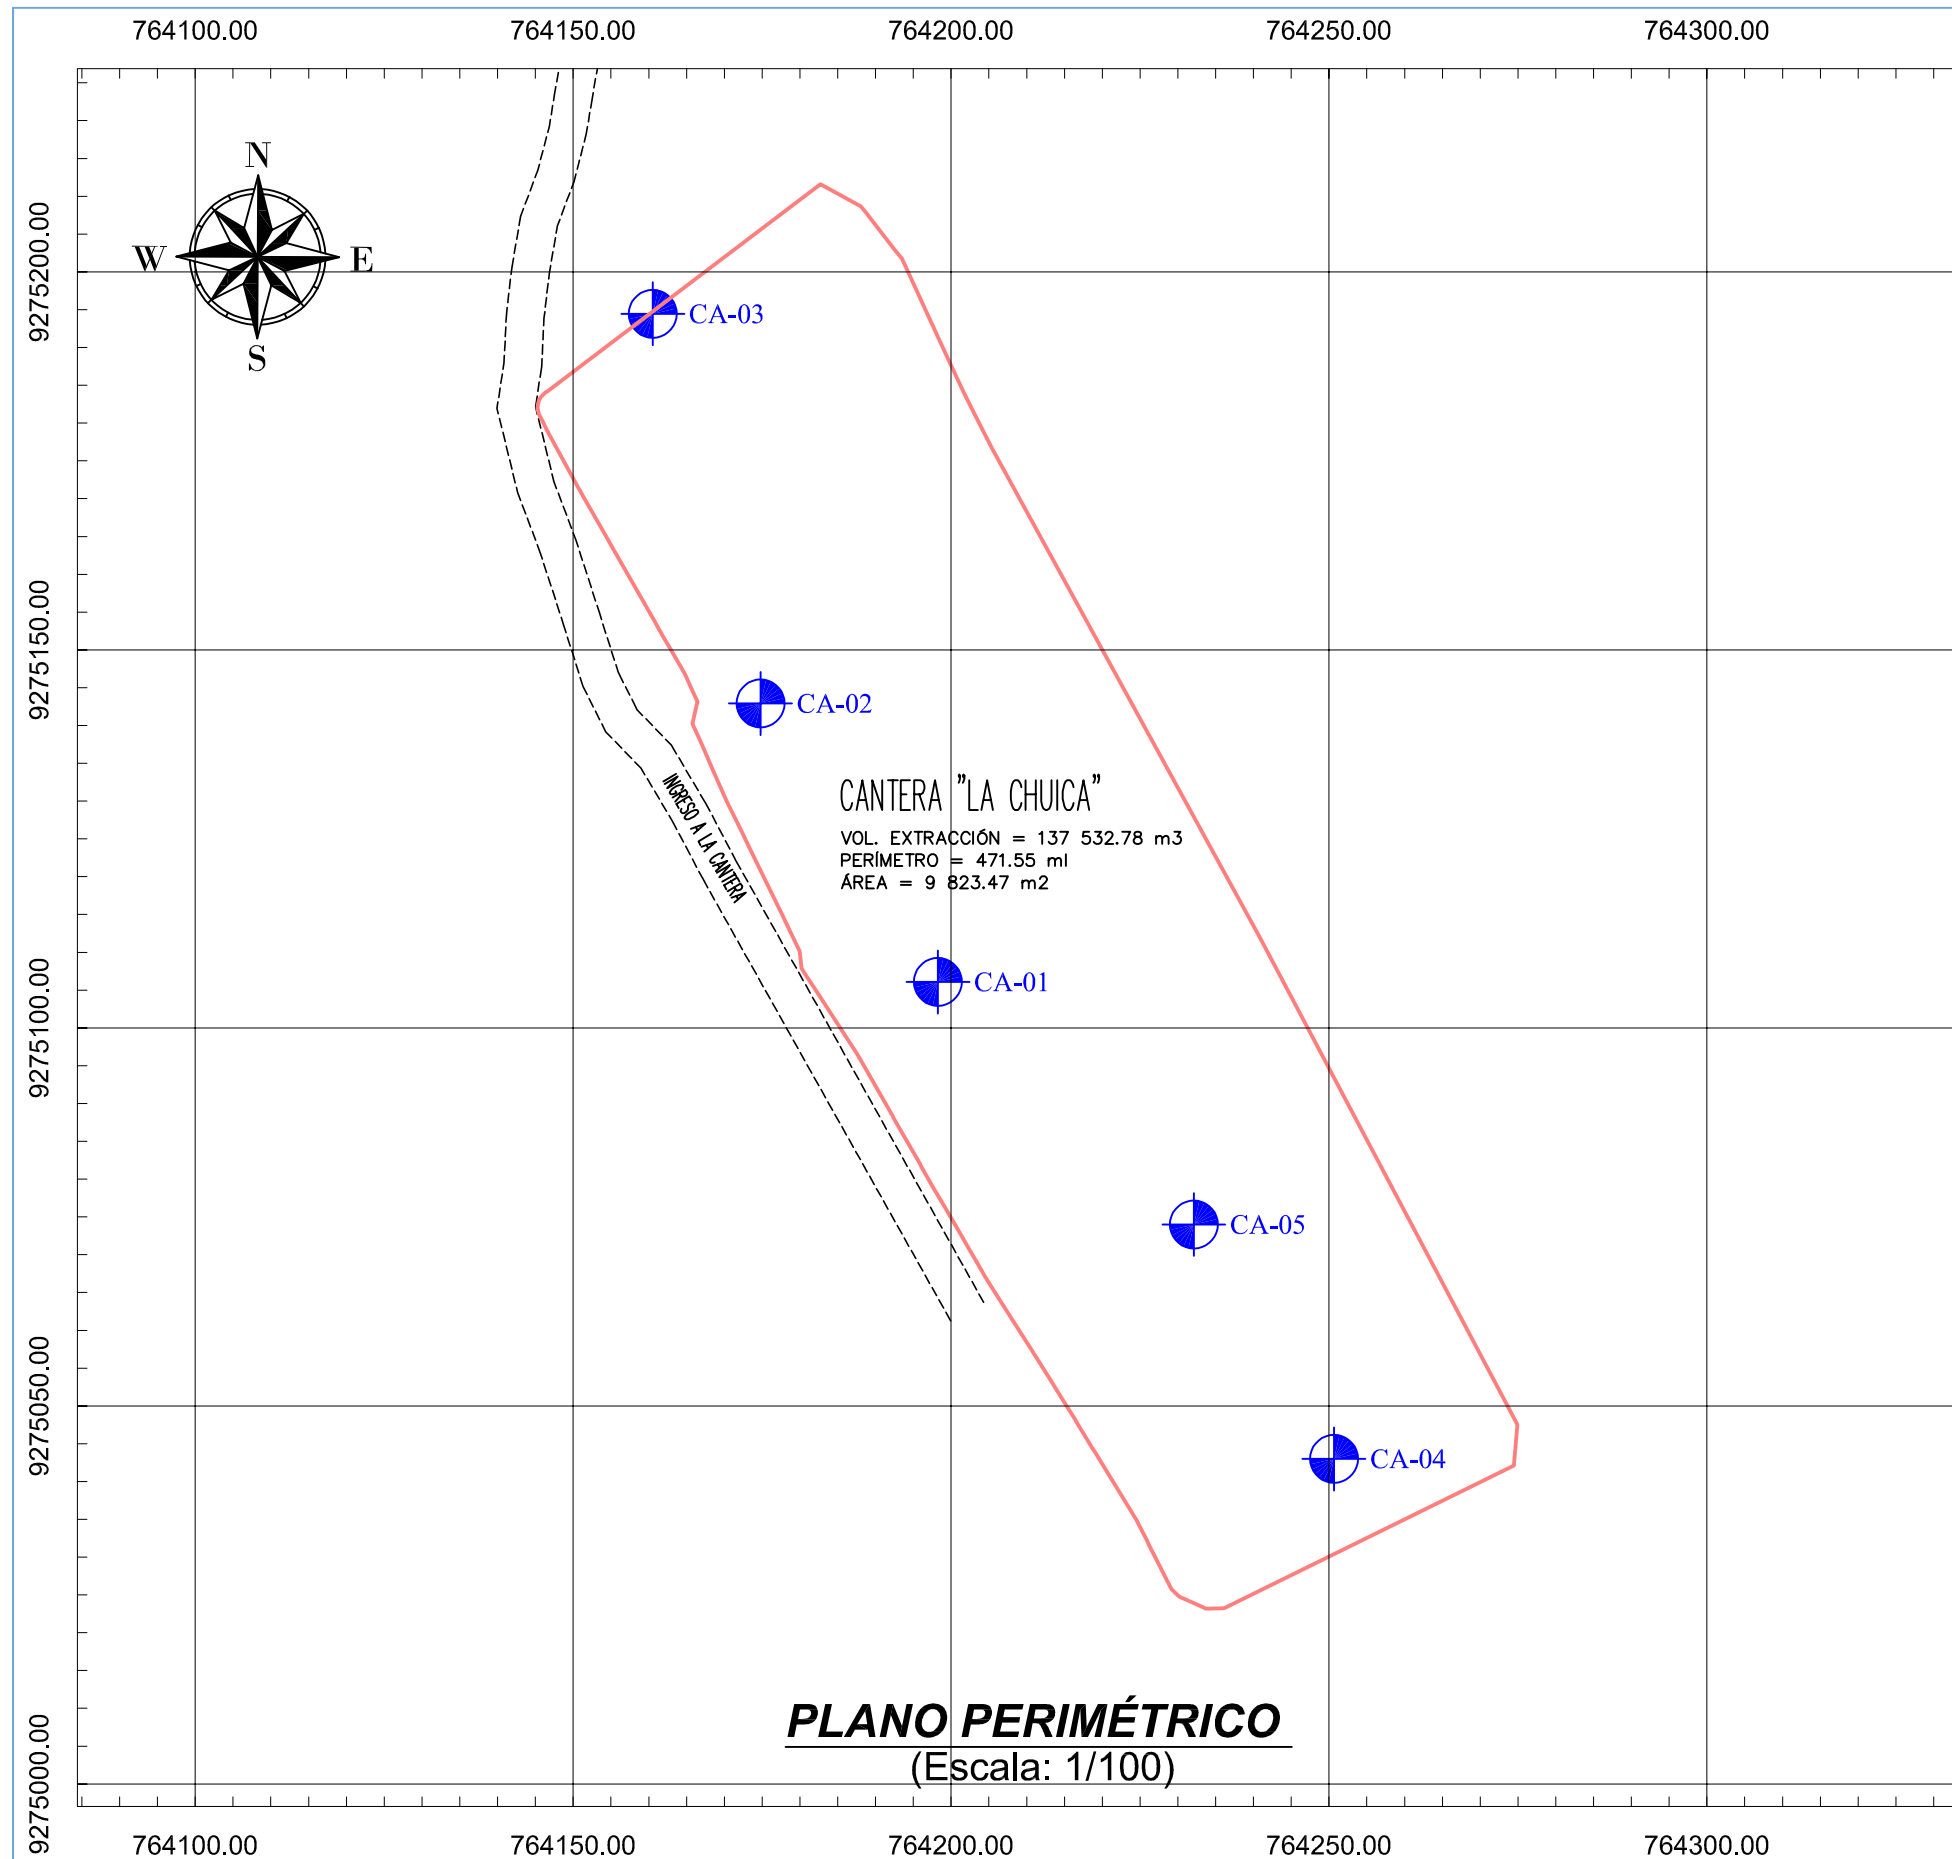 764100.00 764150.00 764200.00 764250.00 764300.00
N
W E
S
9275200.00
9275150.00
9275100.00
9275050.00
9275000.00
CA-03
CA-02
INGRESO A LA CANTERA
CANTERA "LA CHUICA"
VOL. EXTRACCIÓN = 137 532.78 m3
PERÍMETRO = 471.55 ml
ÁREA = 9 823.47 m2
CA-01
CA-05
CA-04
PLANO PERIMÉTRICO
(Escala: 1/100)
764100.00 764150.00 764200.00 764250.00 764300.00